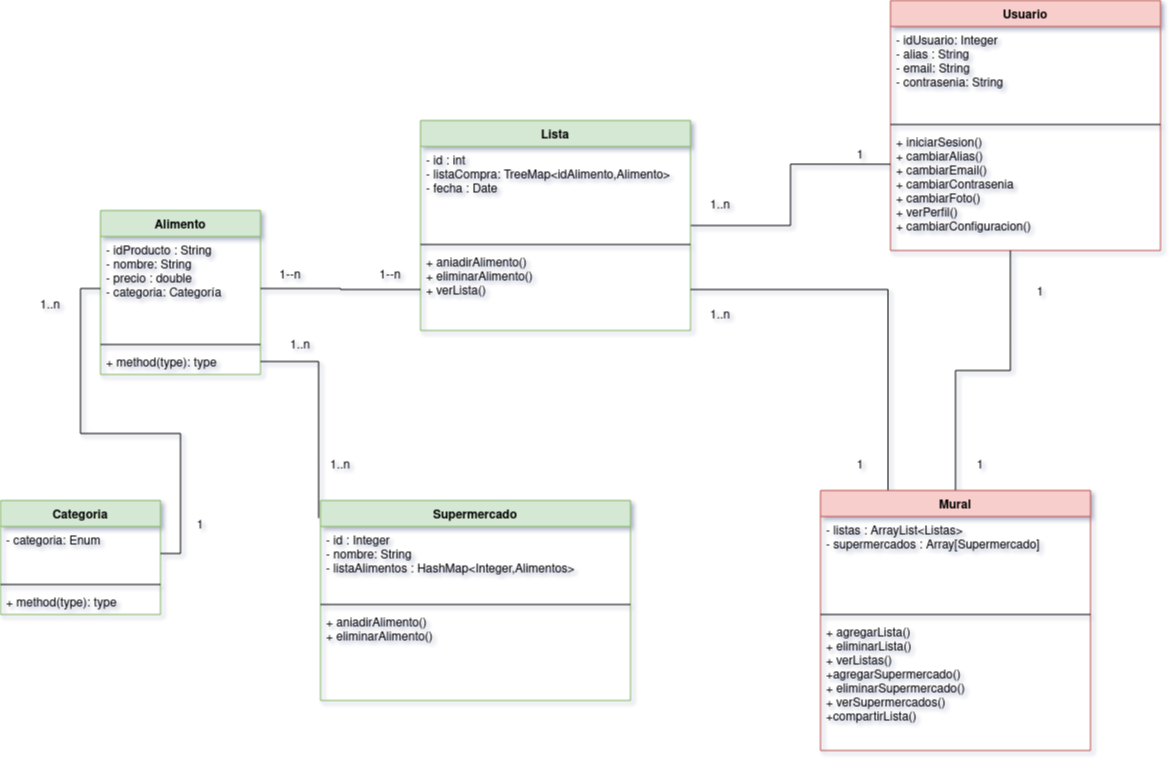 Usuario
- idUsuario: Integer
- alias : String
- email: String
- contrasenia: String
+ iniciarSesion()
+ cambiarAlias()
+ cambiarEmail()
+ cambiarContrasenia
+ cambiarFoto()
+ verPerfil()
+ cambiarConfiguracion()
Lista
- id : int
- listaCompra: TreeMap<idAlimento,Alimento>
- fecha : Date
+ aniadirAlimento()
+ eliminarAlimento()
+ verLista()
1
1..n
Alimento
- idProducto : String
- nombre: String
- precio : double
- categoria: Categoría
+ method(type): type
1--n
1--n
1..n
1..n
1..n
1
1
1
1..n
1..n
1
Categoria
- categoria: Enum
+ method(type): type
Supermercado
- id : Integer
- nombre: String
- listaAlimentos : HashMap<Integer,Alimentos>
+ aniadirAlimento()
+ eliminarAlimento()
Mural
- listas : ArrayList<Listas>
- supermercados : Array[Supermercado]
+ agregarLista()
+ eliminarLista()
+ verListas()
+agregarSupermercado()
+ eliminarSupermercado()
+ verSupermercados()
+compartirLista()